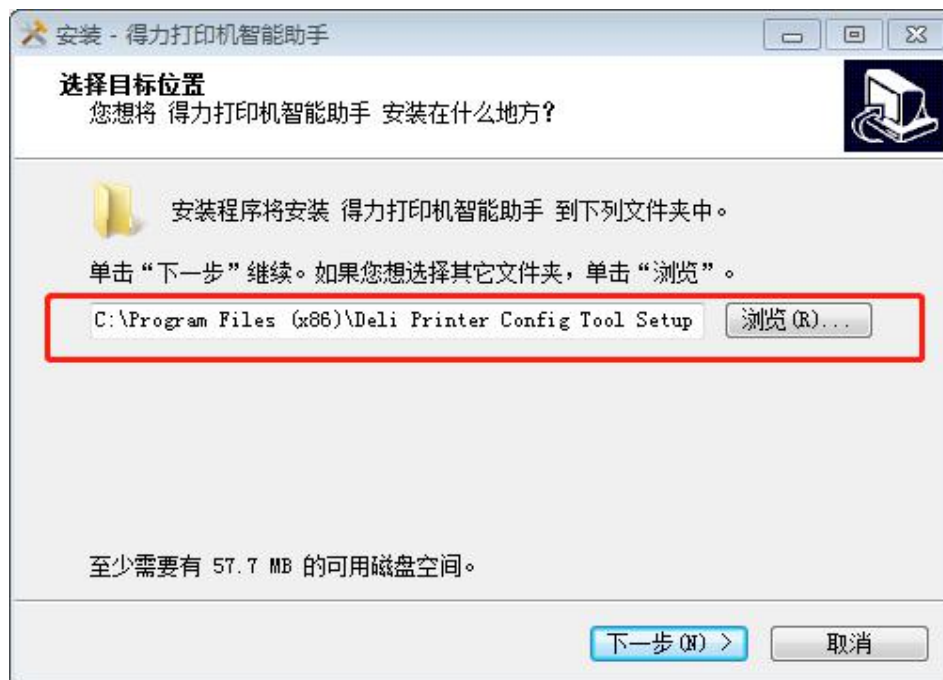 安装 - 得力打印机智能助手
选择目标位置
您想将 得力打印机智能助手 安装在什么地方？
安装程序将安装 得力打印机智能助手 到下列文件夹中。
单击“下一步”继续。如果您想选择其它文件夹，单击“浏览”。
C:\Program Files (x86)\Deli Printer Config Tool Setup 浏览(R)...
至少需要有 57.7 MB 的可用磁盘空间。
下一步(N) > 取消